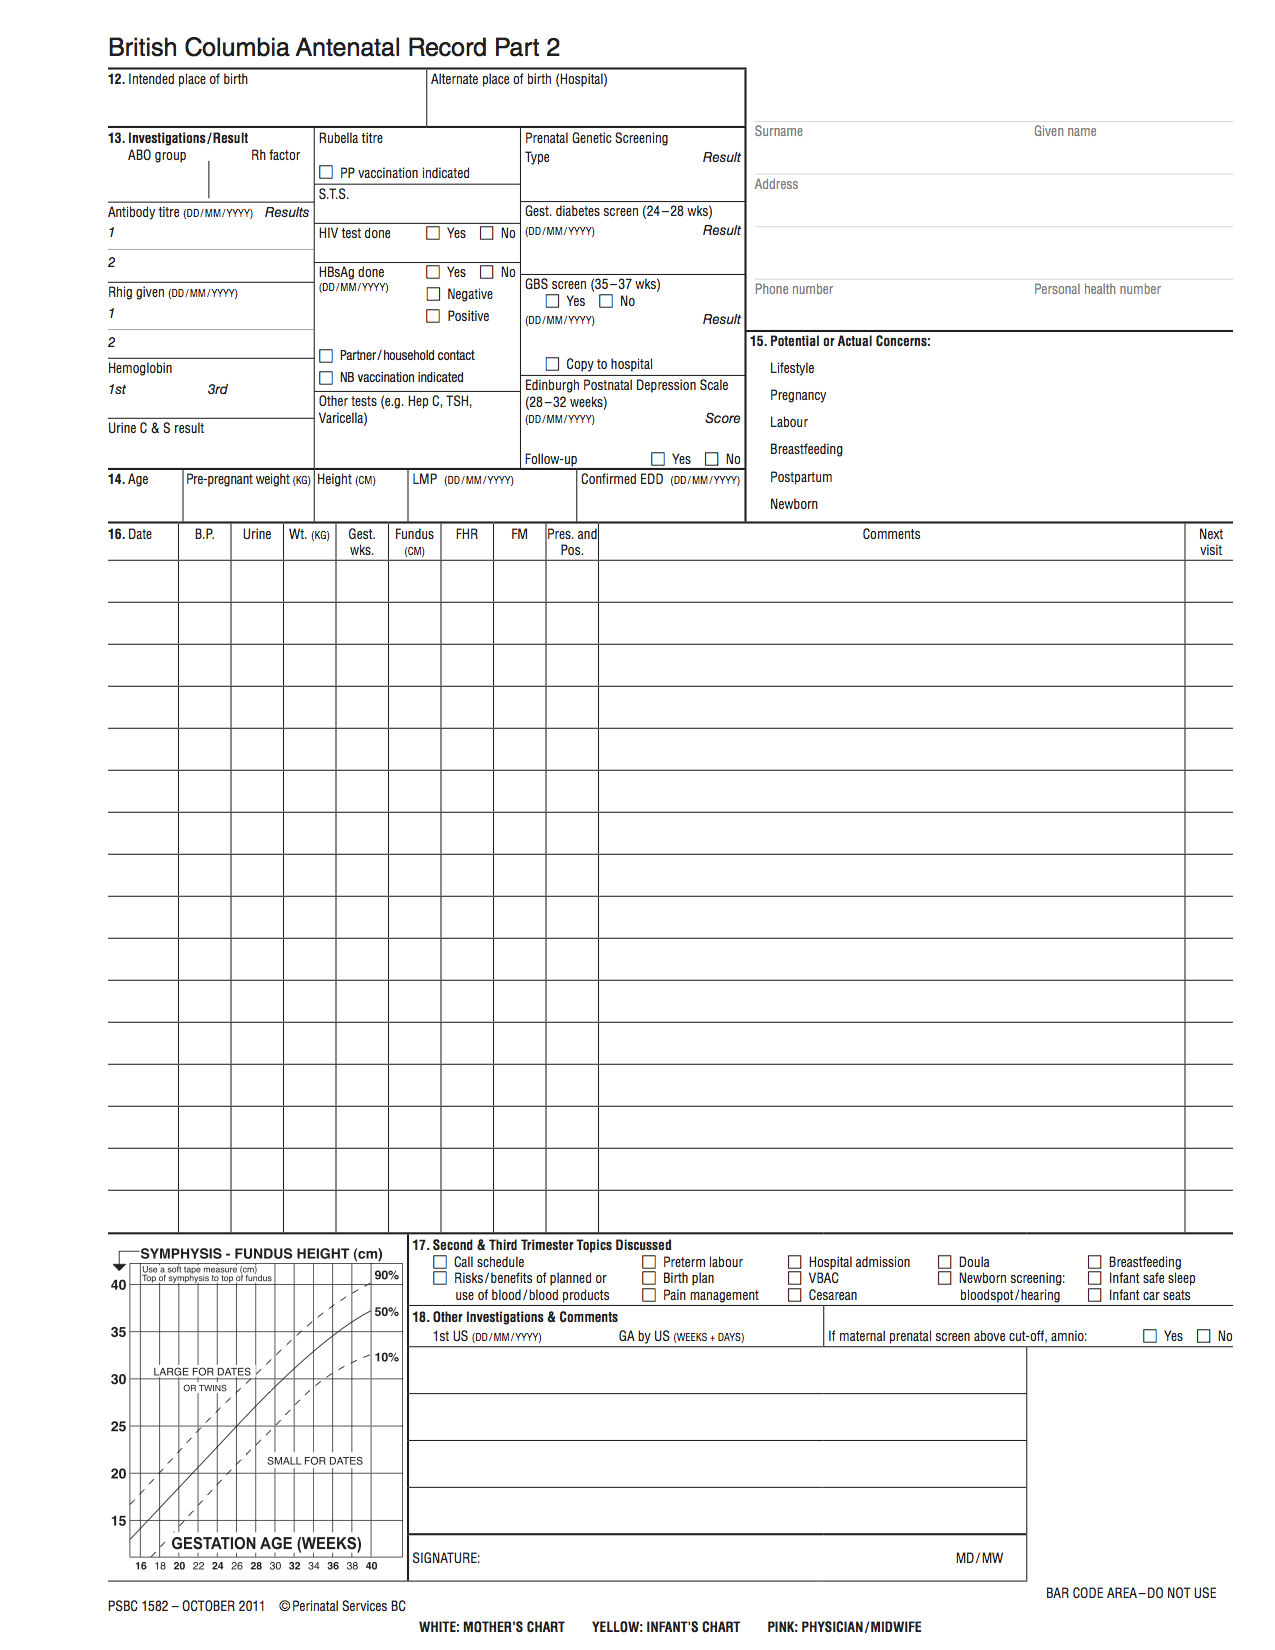 British Columbia Antenatal Record Part 2
12. Intended place of birth
Alternate place of birth (Hospital)
Surname
Given name
Address
Phone number
Personal health number
13. Investigations/Result
ABO group
Rh factor
Antibody titre (DD/MM/YYYY) Results
1
2
Rhig given (DD/MM/YYYY)
1
2
Hemoglobin
1st
3rd
Urine C & S result
Rubella titre
PP vaccination indicated
S.T.S.
HIV test done Yes No
HBsAg done Yes No
(DD/MM/YYYY)
Negative
Positive
Partner/household contact
NB vaccination indicated
Other tests (e.g. Hep C, TSH,
Varicella)
Prenatal Genetic Screening
Type Result
Gest. diabetes screen (24–28 wks)
(DD/MM/YYYY) Result
GBS screen (35–37 wks)
Yes No
(DD/MM/YYYY) Result
Copy to hospital
Edinburgh Postnatal Depression Scale
(28–32 weeks)
(DD/MM/YYYY) Score
Follow-up Yes No
15. Potential or Actual Concerns:
Lifestyle
Pregnancy
Labour
Breastfeeding
Postpartum
Newborn
14. Age
Pre-pregnant weight (KG)
Height (CM)
LMP (DD/MM/YYYY)
Confirmed EDD (DD/MM/YYYY)
16. Date
B.P.
Urine
Wt. (KG)
Gest.
wks.
Fundus
(CM)
FHR
FM
Pres. and
Pos.
Comments
Next
visit
SYMPHYSIS - FUNDUS HEIGHT (cm)
Use a soft tape measure (cm)
Top of symphysis to top of fundus
90%
50%
10%
40
35
30
25
20
15
LARGE FOR DATES
OR TWINS
SMALL FOR DATES
GESTATION AGE (WEEKS)
16 18 20 22 24 26 28 30 32 34 36 38 40
17. Second & Third Trimester Topics Discussed
Call schedule
Risks/benefits of planned or
use of blood/blood products
Preterm labour
Birth plan
Pain management
Hospital admission
VBAC
Cesarean
Doula
Newborn screening:
bloodspot/hearing
Breastfeeding
Infant safe sleep
Infant car seats
18. Other Investigations & Comments
1st US (DD/MM/YYYY)
GA by US (WEEKS + DAYS)
If maternal prenatal screen above cut-off, amnio: Yes No
SIGNATURE:
MD/MW
BAR CODE AREA–DO NOT USE
PSBC 1582 – OCTOBER 2011 ©Perinatal Services BC
WHITE: MOTHER'S CHART YELLOW: INFANT'S CHART PINK: PHYSICIAN/MIDWIFE